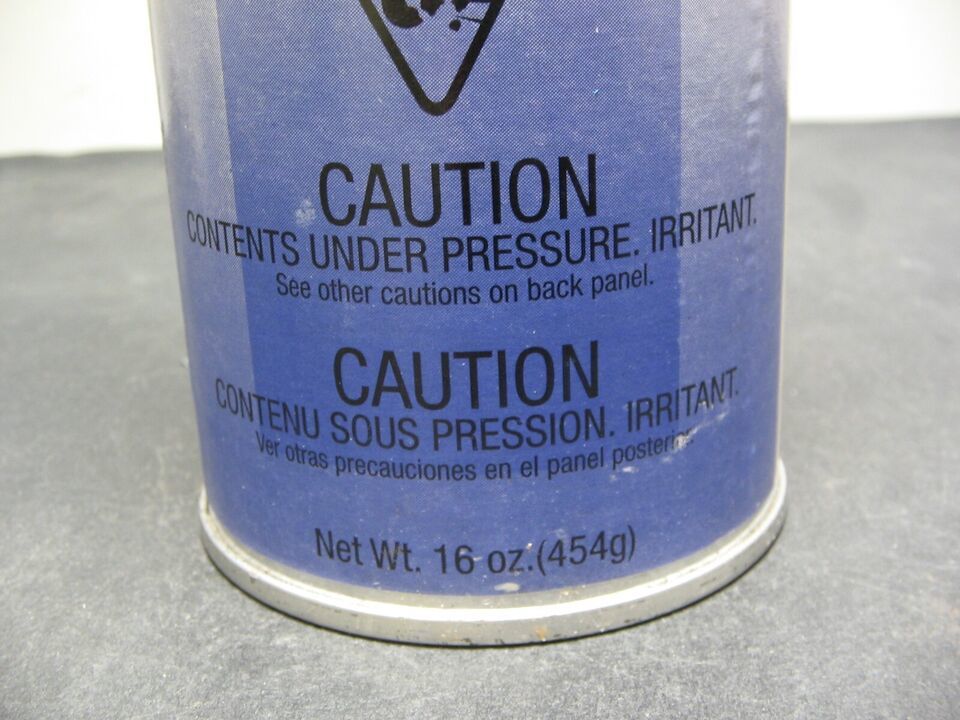 CAUTION
CONTENTS UNDER PRESSURE. IRRITANT.
See other cautions on back panel.
CAUTION
CONTENU SOUS PRESSION. IRRITANT.
Ver otras precauciones en el panel posterior.
Net Wt. 16 oz.(454g)